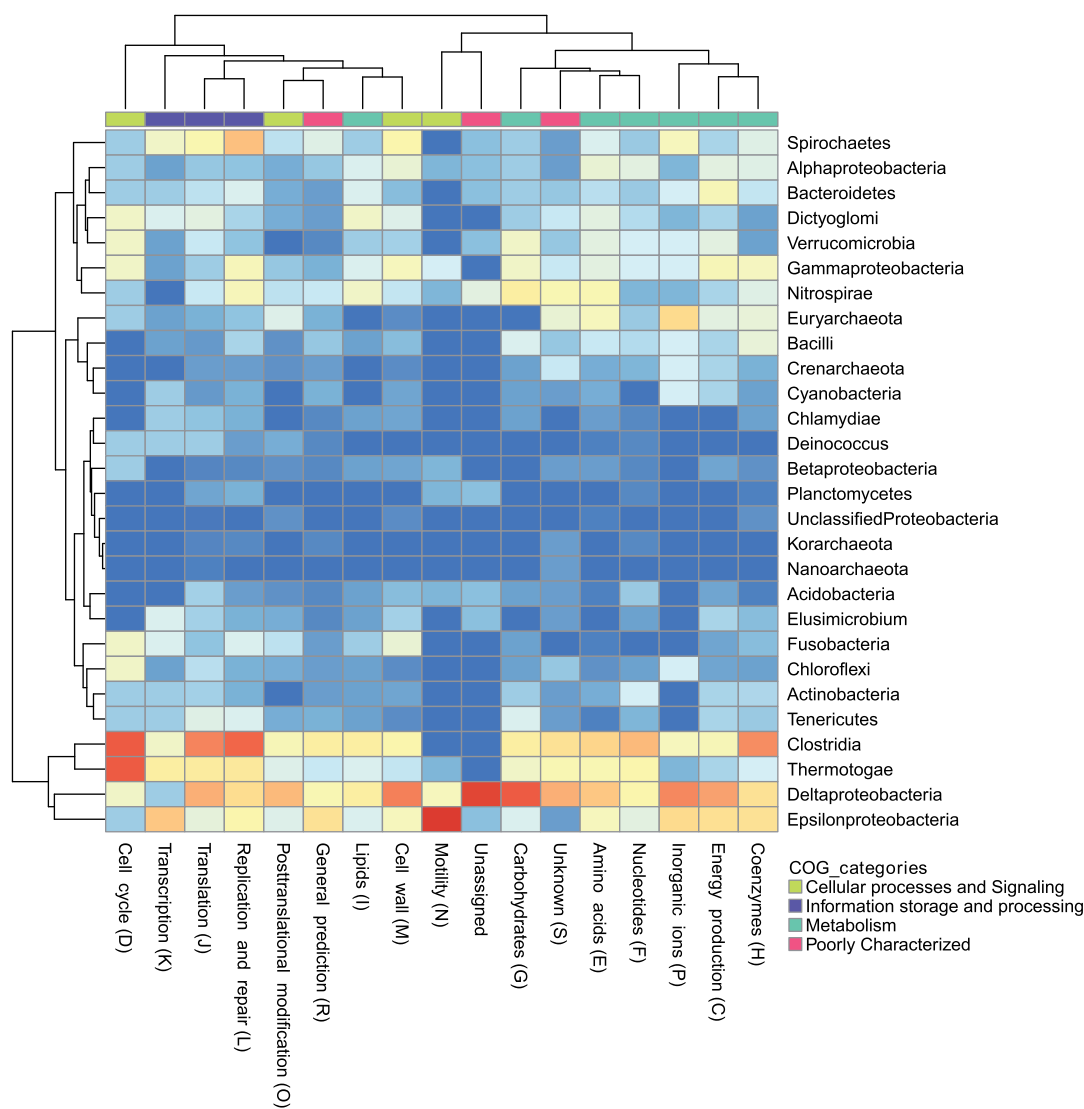 Spirochaetes
Alphaproteobacteria
Bacteroidetes
Dictyoglomi
Verrucomicrobia
Gammaproteobacteria
Nitrospirae
Euryarchaeota
Bacilli
Crenarchaeota
Cyanobacteria
Chlamydiae
Deinococcus
Betaproteobacteria
Planctomycetes
UnclassifiedProteobacteria
Korarchaeota
Nanoarchaeota
Acidobacteria
Elusimicrobium
Fusobacteria
Chloroflexi
Actinobacteria
Tenericutes
Clostridia
Thermotogae
Deltaproteobacteria
Epsilonproteobacteria
Cell cycle (D)
Transcription (K)
Translation (J)
Replication and
repair (L)
Posttranslational modification (O)
General prediction (R)
Lipids (I)
Cell wall (M)
Motility (N)
Unassigned
Carbohydrates (G)
Unknown (S)
Amino acids (E)
Nucleotides (F)
Inorganic ions (P)
Energy production (C)
Coenzymes (H)
COG_categories
Cellular processes and Signaling
Information storage and processing
Metabolism
Poorly Characterized